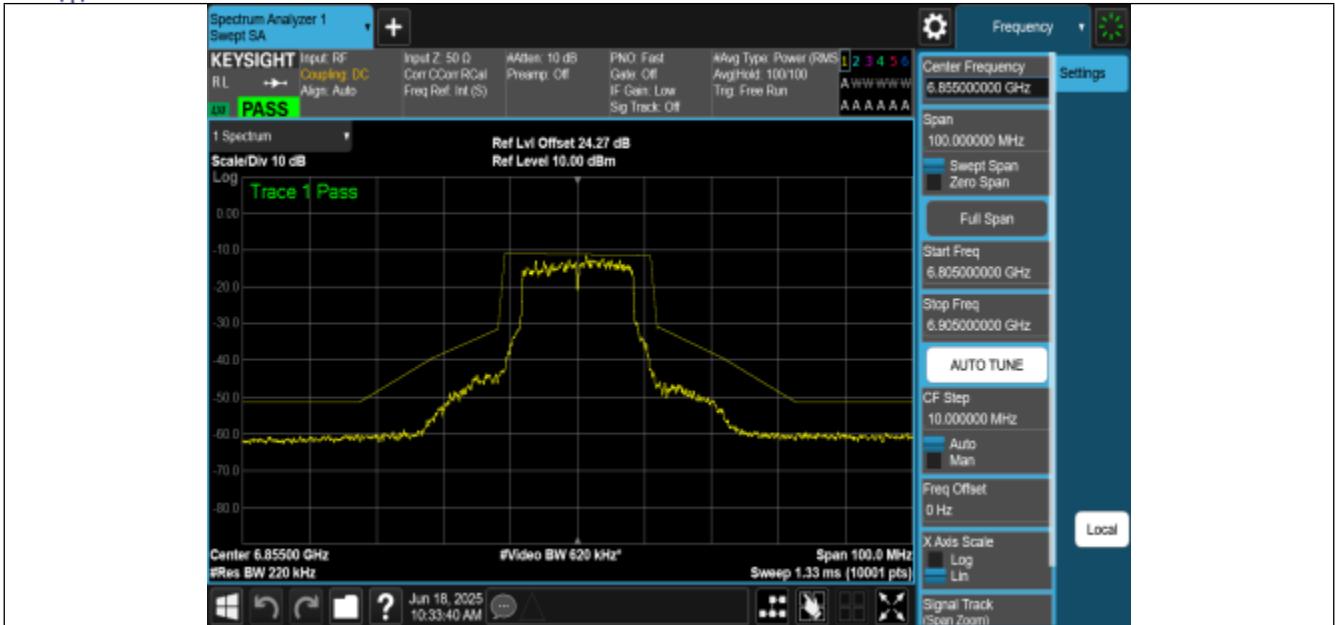 Spectrum Analyzer 1
Swept SA
+
Frequency
KEYSIGHT
RL
LXI
PASS
Input: RF
Coupling: DC
Align: Auto
Input Z: 50 Ω
Corr CCorr RCal
Freq Ref: Int (S)
#Atten: 10 dB
Preamp: Off
PNO: Fast
Gate: Off
IF Gain: Low
Sig Track: Off
#Avg Type: Power (RMS
Avg|Hold: 100/100
Trig: Free Run
1 2 3 4 5 6
A W W W W W
A A A A A A
Center Frequency
6.855000000 GHz
Settings
Span
100.000000 MHz
Swept Span
Zero Span
Full Span
Start Freq
6.805000000 GHz
Stop Freq
6.905000000 GHz
AUTO TUNE
CF Step
10.000000 MHz
Auto
Man
Freq Offset
0 Hz
X Axis Scale
Log
Lin
Signal Track
(Span Zoom)
Local
1 Spectrum
Scale/Div 10 dB
Ref Lvl Offset 24.27 dB
Ref Level 10.00 dBm
Log
Trace 1 Pass
0.00
-10.0
-20.0
-30.0
-40.0
-50.0
-60.0
-70.0
-80.0
Center 6.85500 GHz
#Res BW 220 kHz
#Video BW 620 kHz*
Span 100.0 MHz
Sweep 1.33 ms (10001 pts)
?
Jun 18, 2025
10:33:40 AM